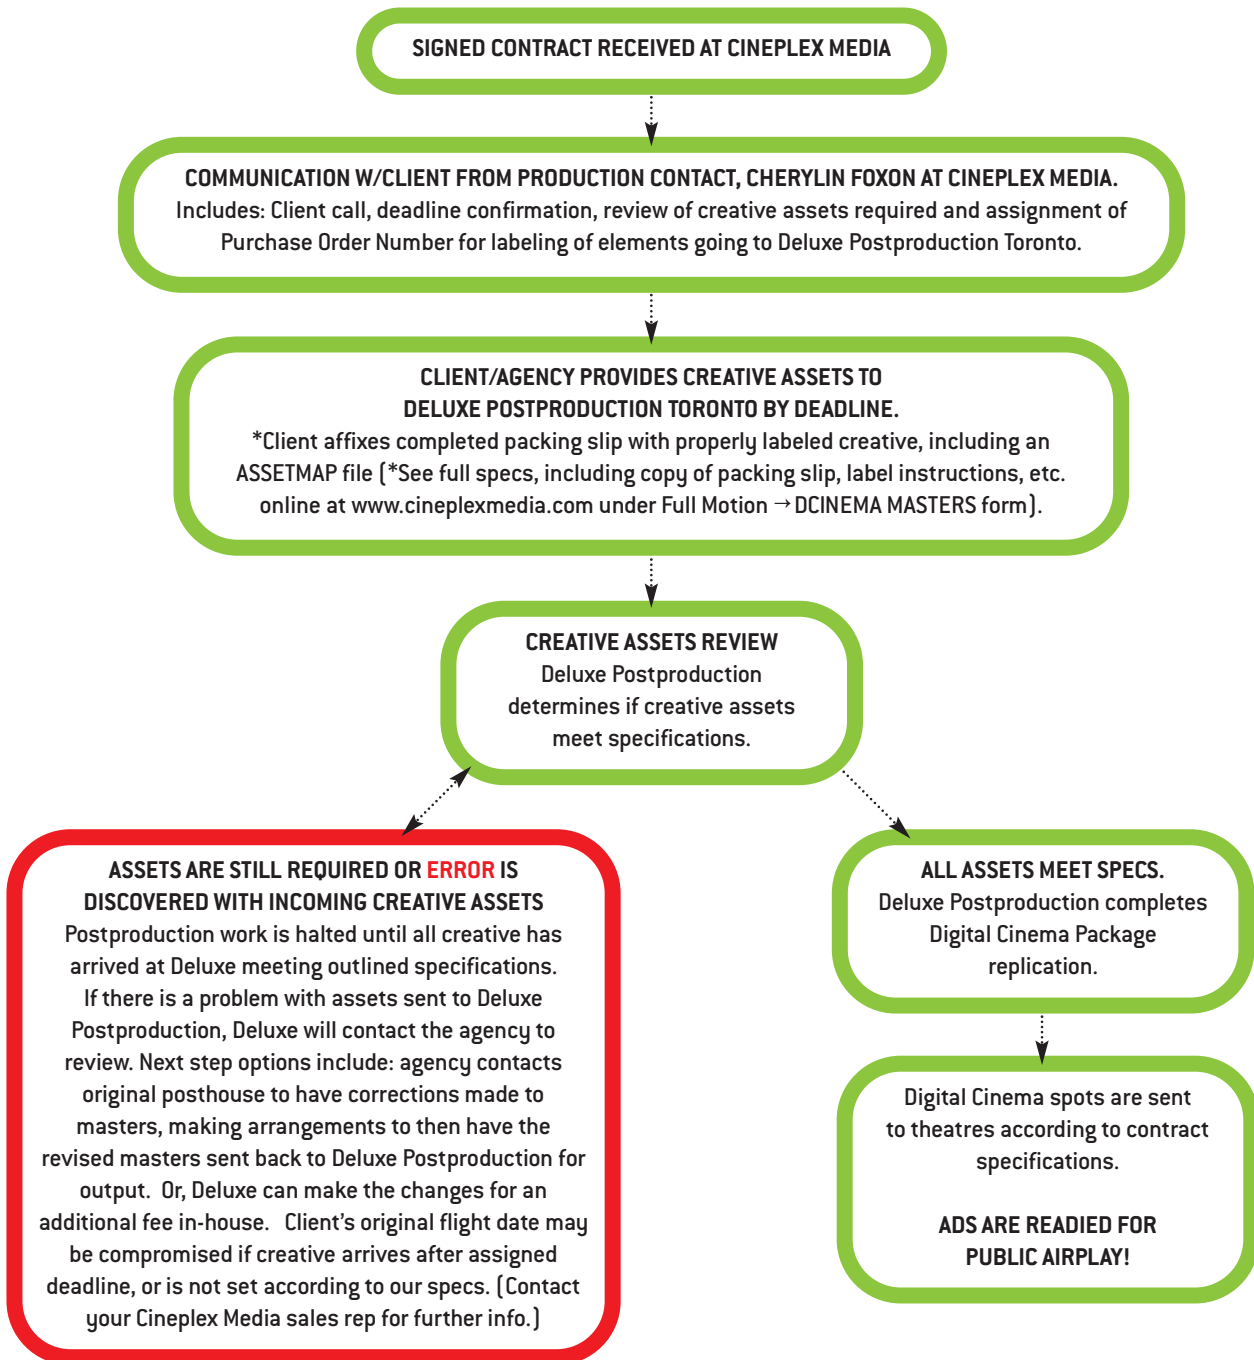 SIGNED CONTRACT RECEIVED AT CINEPLEX MEDIA
COMMUNICATION W/CLIENT FROM PRODUCTION CONTACT, CHERYLIN FOXON AT CINEPLEX MEDIA.
Includes: Client call, deadline confirmation, review of creative assets required and assignment of
Purchase Order Number for labeling of elements going to Deluxe Postproduction Toronto.
CLIENT/AGENCY PROVIDES CREATIVE ASSETS TO
DELUXE POSTPRODUCTION TORONTO BY DEADLINE.
*Client affixes completed packing slip with properly labeled creative, including an
ASSETMAP file (*See full specs, including copy of packing slip, label instructions, etc.
online at www.cineplexmedia.com under Full Motion → DCINEMA MASTERS form).
CREATIVE ASSETS REVIEW
Deluxe Postproduction
determines if creative assets
meet specifications.
ASSETS ARE STILL REQUIRED OR ERROR IS
DISCOVERED WITH INCOMING CREATIVE ASSETS
Postproduction work is halted until all creative has
arrived at Deluxe meeting outlined specifications.
If there is a problem with assets sent to Deluxe
Postproduction, Deluxe will contact the agency to
review. Next step options include: agency contacts
original posthouse to have corrections made to
masters, making arrangements to then have the
revised masters sent back to Deluxe Postproduction for
output. Or, Deluxe can make the changes for an
additional fee in-house. Client's original flight date may
be compromised if creative arrives after assigned
deadline, or is not set according to our specs. (Contact
your Cineplex Media sales rep for further info.)
ALL ASSETS MEET SPECS.
Deluxe Postproduction completes
Digital Cinema Package
replication.
Digital Cinema spots are sent
to theatres according to contract
specifications.
ADS ARE READIED FOR
PUBLIC AIRPLAY!